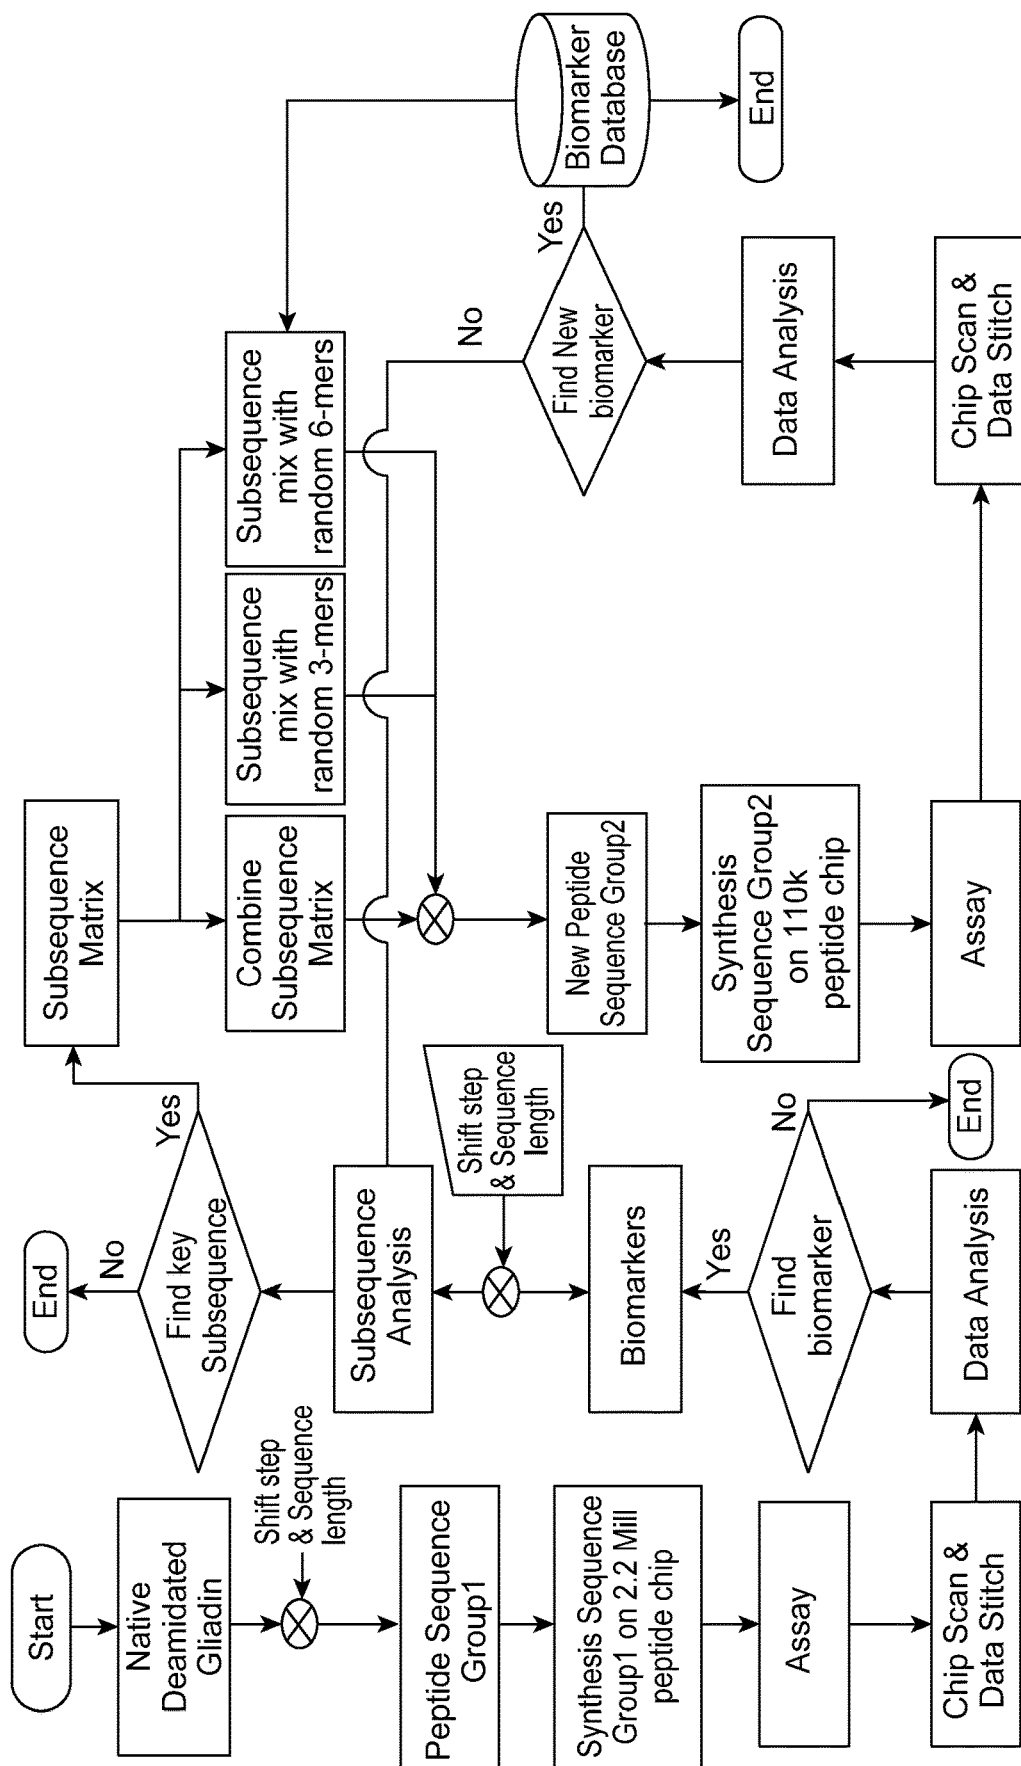 Start
Native
Deamidated
Gliadin
Shift step
& Sequence
length
Peptide Sequence
Group1
Synthesis Sequence
Group1 on 2.2 Mill
peptide chip
Assay
Chip Scan &
Data Stitch
Data Analysis
Find
biomarker
No
End
Yes
Biomarkers
Shift step
& Sequence
length
Subsequence
Analysis
Find key
Subsequence
No
End
Yes
Subsequence
Matrix
Combine
Subsequence
Matrix
Subsequence
mix with
random 3-mers
Subsequence
mix with
random 6-mers
New Peptide
Sequence Group2
Synthesis
Sequence Group2
on 110k
peptide chip
Assay
Chip Scan &
Data Stitch
Data Analysis
Find New
biomarker
No
Yes
Biomarker
Database
End